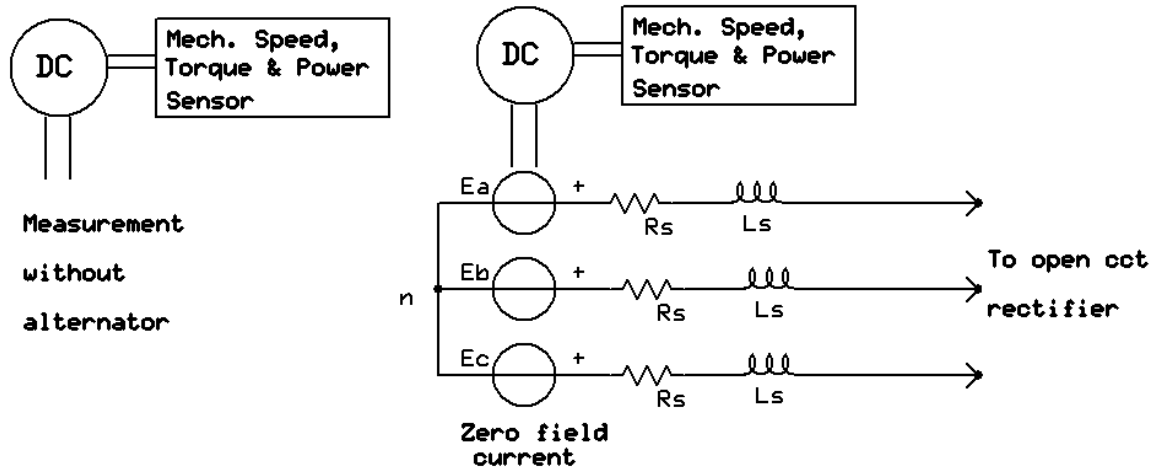 DC
Mech. Speed,
Torque & Power
Sensor
Measurement
without
alternator
DC
Mech. Speed,
Torque & Power
Sensor
Ea
+
Rs
Ls
n
Eb
+
Rs
Ls
Ec
+
Rs
Ls
To open cct
rectifier
Zero field
current